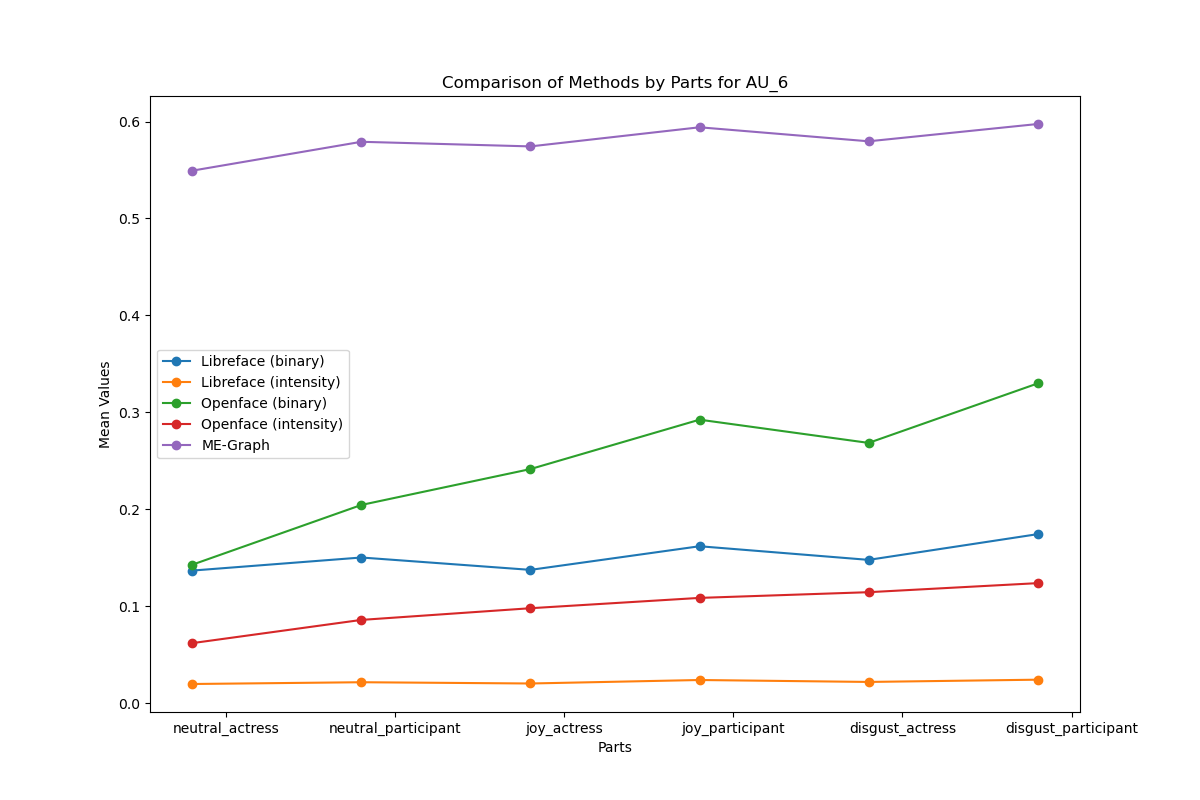 Comparison of Methods by Parts for AU_6
0.6
0.5
0.4
0.3
0.2
0.1
0.0
Mean Values
Libreface (binary)
Libreface (intensity)
Openface (binary)
Openface (intensity)
ME-Graph
neutral_actress neutral_participant joy_actress joy_participant disgust_actress disgust_participant
Parts